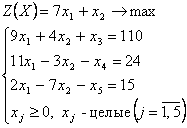 Z(X) = 7x₁ + x₂ → max
9x₁ + 4x₂ + x₃ = 110
11x₁ − 3x₂ − x₄ = 24
2x₁ − 7x₂ − x₅ = 15
xⱼ ≥ 0, xⱼ - целые (j = 1,5)